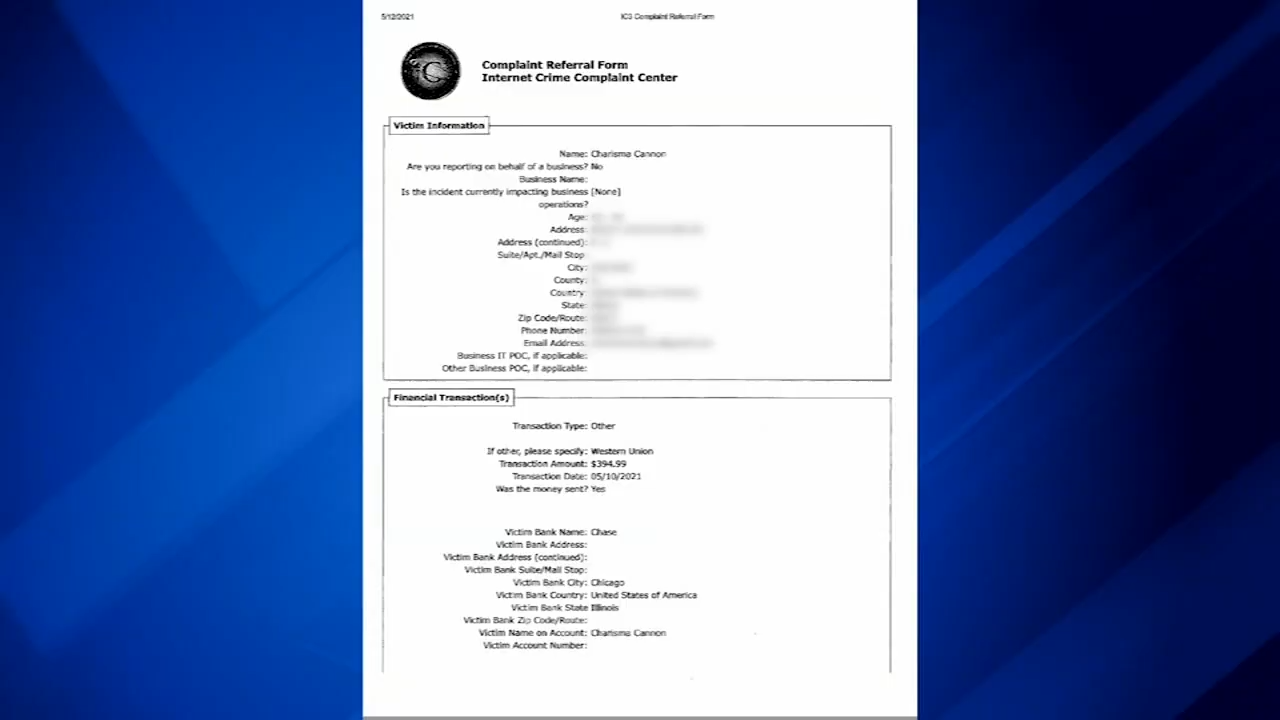 5/12/2021 IC3 Complaint Referral Form
Complaint Referral Form
Internet Crime Complaint Center
Victim Information
Name: Charisma Cannon
Are you reporting on behalf of a business? No
Business Name:
Is the incident currently impacting business [None]
operations?
Age:
Address:
Address (continued):
Suite/Apt./Mail Stop
City:
County:
Country:
State:
Zip Code/Route:
Phone Number:
Email Address:
Business IT POC, if applicable:
Other Business POC, if applicable:
Financial Transaction(s)
Transaction Type: Other
If other, please specify: Western Union
Transaction Amount: $394.99
Transaction Date: 05/10/2021
Was the money sent? Yes
Victim Bank Name: Chase
Victim Bank Address:
Victim Bank Address (continued):
Victim Bank Suite/Mail Stop:
Victim Bank City: Chicago
Victim Bank Country: United States of America
Victim Bank State Illinois
Victim Bank Zip Code/Route:
Victim Name on Account: Charisma Cannon
Victim Account Number: